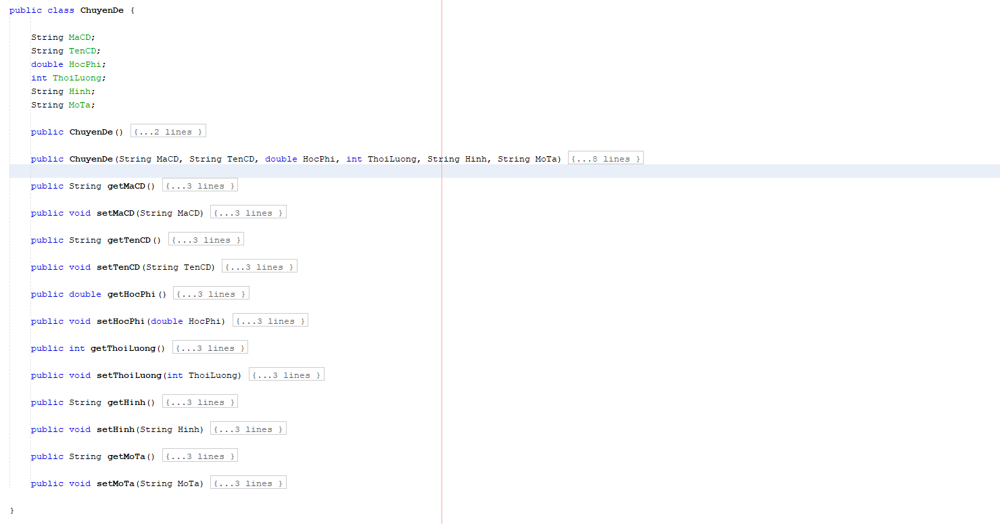 public class ChuyenDe {
String MaCD;
String TenCD;
double HocPhi;
int ThoiLuong;
String Hinh;
String MoTa;
public ChuyenDe() {...2 lines }
public ChuyenDe(String MaCD, String TenCD, double HocPhi, int ThoiLuong, String Hinh, String MoTa) {...8 lines }
public String getMaCD() {...3 lines }
public void setMaCD(String MaCD) {...3 lines }
public String getTenCD() {...3 lines }
public void setTenCD(String TenCD) {...3 lines }
public double getHocPhi() {...3 lines }
public void setHocPhi(double HocPhi) {...3 lines }
public int getThoiLuong() {...3 lines }
public void setThoiLuong(int ThoiLuong) {...3 lines }
public String getHinh() {...3 lines }
public void setHinh(String Hinh) {...3 lines }
public String getMoTa() {...3 lines }
public void setMoTa(String MoTa) {...3 lines }
}